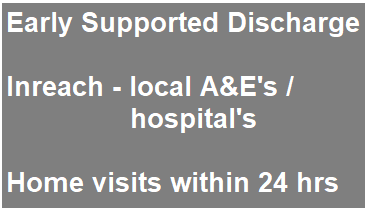 Early Supported Discharge
Inreach - local A&E's /
hospital's
Home visits within 24 hrs